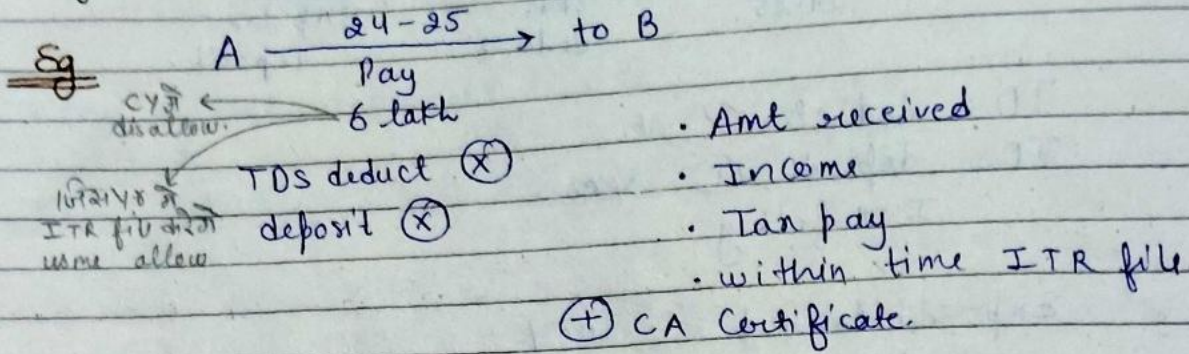 Eg A 24-25 to B
Pay
CY में disallow. 6 lakh
TDS deduct X
deposit X
जिस Yr में ITR file करेगें usme allow
• Amt received
• Income
• Tax pay
• within time ITR file
+ CA Certificate.